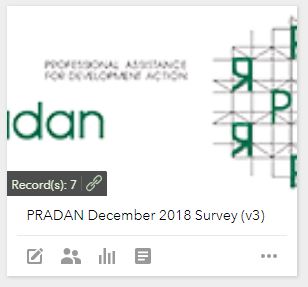 PROFESSIONAL ASSISTANCE
FOR DEVELOPMENT ACTION
R
R
adan
P
R
Record(s): 7
PRADAN December 2018 Survey (v3)